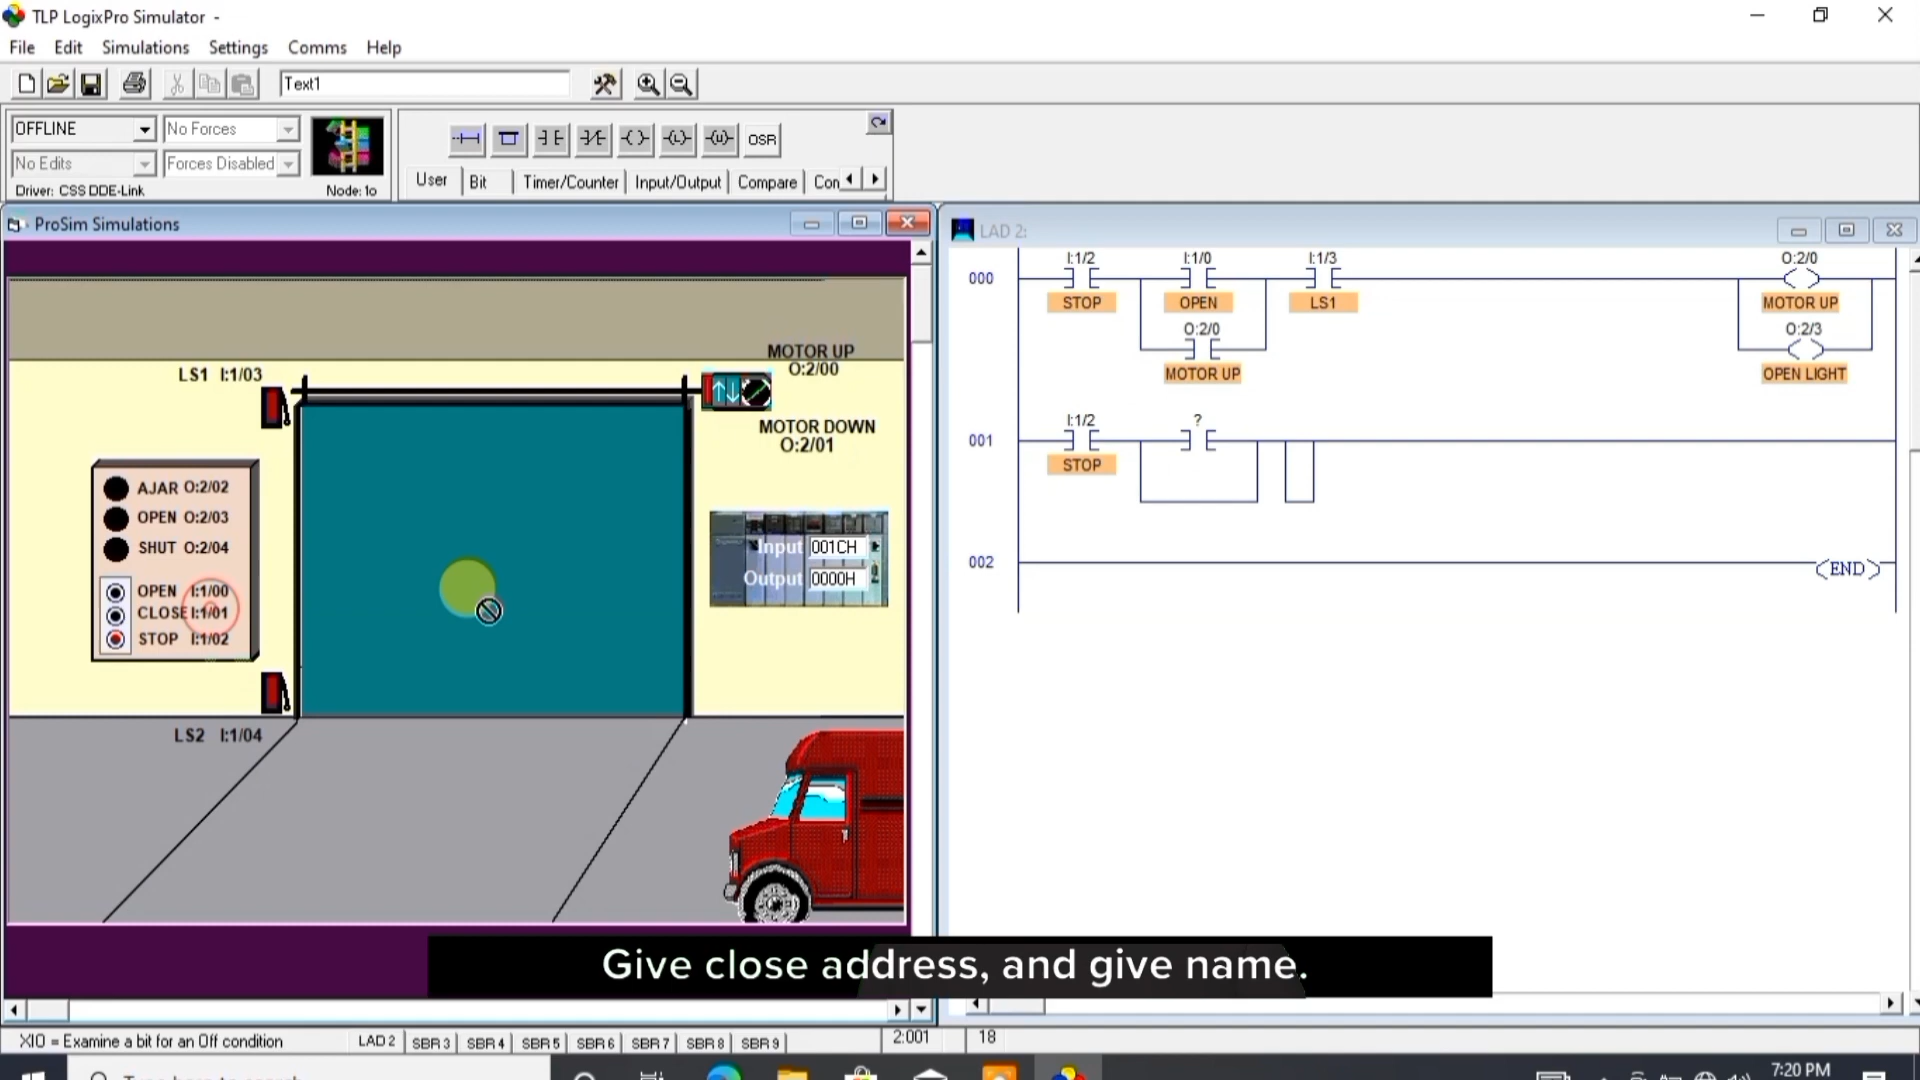 TLP LogixPro Simulator -
File Edit Simulations Settings Comms Help
Text1
OFFLINE No Forces
No Edits Forces Disabled
Driver: CSS DDE-Link Node: 1o
OSR
User Bit Timer/Counter Input/Output Compare Con
ProSim Simulations
LS1 I:1/03
MOTOR UP
O:2/00
MOTOR DOWN
O:2/01
AJAR O:2/02
OPEN O:2/03
SHUT O:2/04
OPEN I:1/00
CLOSE I:1/01
STOP I:1/02
Input 001CH
Output 0000H
LS2 I:1/04
LAD 2:
I:1/2 I:1/0 I:1/3 O:2/0
000
STOP OPEN LS1 MOTOR UP
O:2/0 O:2/3
MOTOR UP OPEN LIGHT
I:1/2 ?
001
STOP
002 END
Give close address, and give name.
XIO = Examine a bit for an Off condition LAD 2 SBR 3 SBR 4 SBR 5 SBR 6 SBR 7 SBR 8 SBR 9 2:001 18
7:20 PM